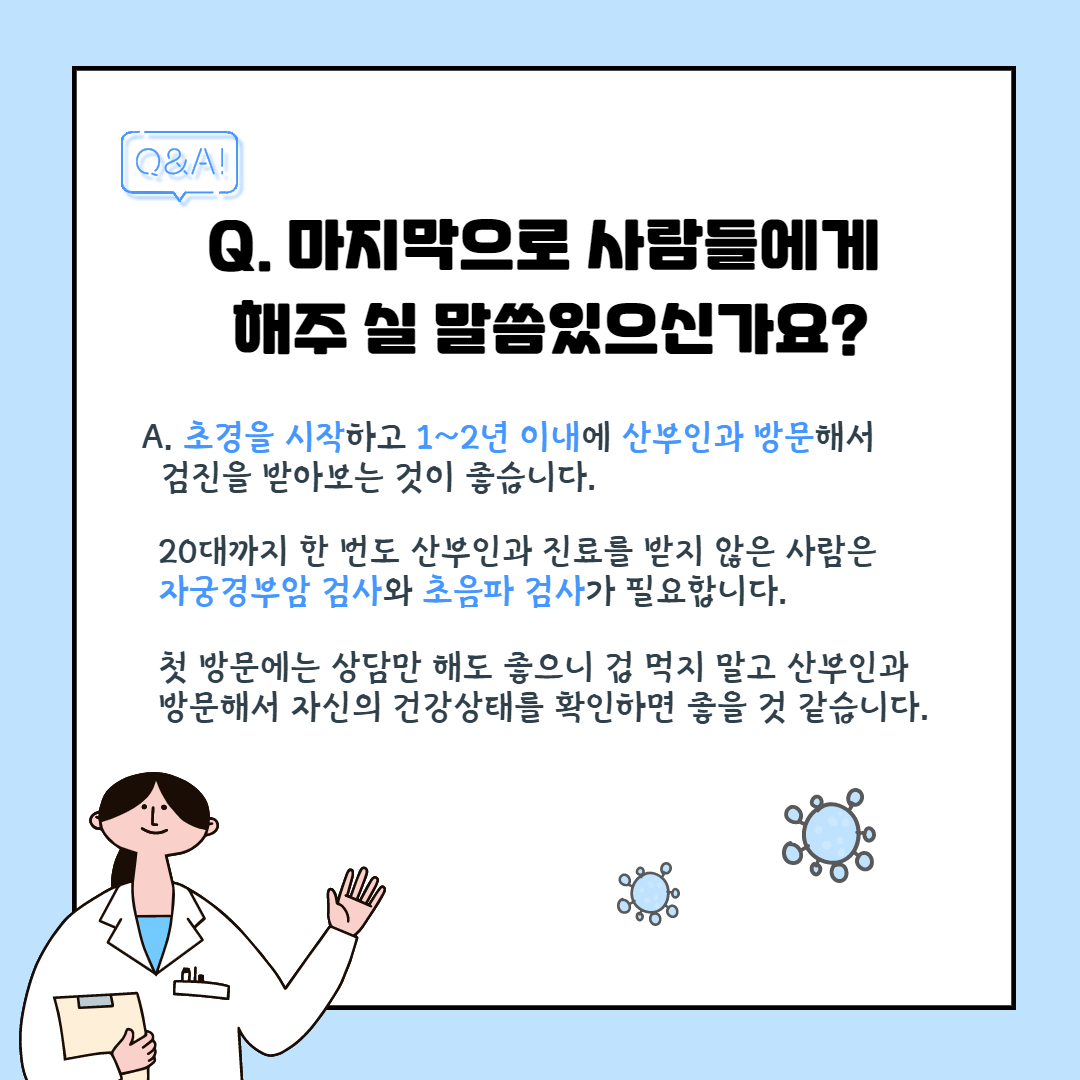 Q&A!
Q. 마지막으로 사람들에게
해주 실 말씀있으신가요?
A. 초경을 시작하고 1~2년 이내에 산부인과 방문해서
검진을 받아보는 것이 좋습니다.
20대까지 한 번도 산부인과 진료를 받지 않은 사람은
자궁경부암 검사와 초음파 검사가 필요합니다.
첫 방문에는 상담만 해도 좋으니 겁 먹지 말고 산부인과
방문해서 자신의 건강상태를 확인하면 좋을 것 같습니다.